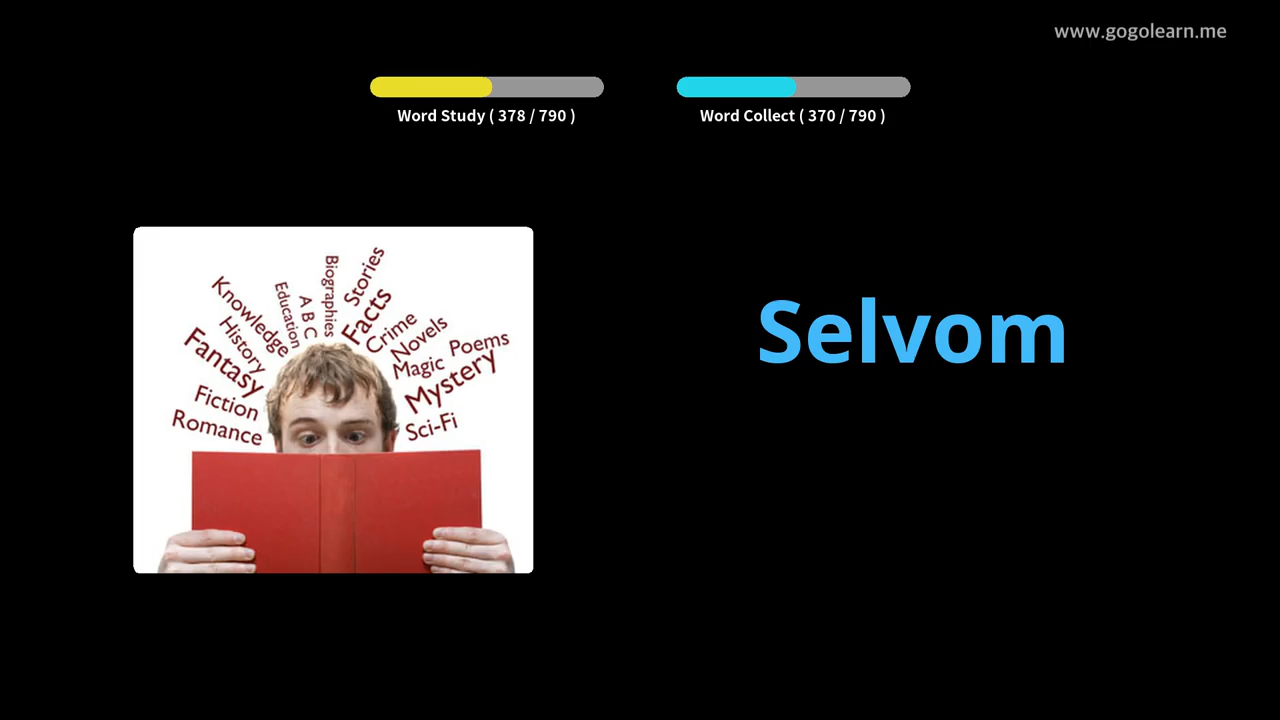 www.gogolearn.me
Word Study ( 378 / 790 )
Word Collect ( 370 / 790 )
Selvom
Biographies
Stories
Education
A B C
Facts
Knowledge
Crime
History
Novels
Fantasy
Magic
Poems
Mystery
Fiction
Romance
Sci-Fi